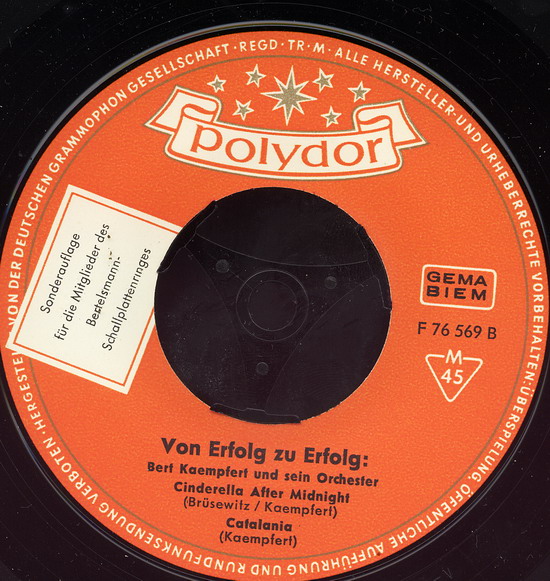 HERGESTELLT VON DER DEUTSCHEN GRAMMOPHON GESELLSCHAFT · REGD · TR · M · ALLE HERSTELLER- UND URHEBERRECHTE VORBEHALTEN: ÜBERSPIELUNG, ÖFFENTLICHE AUFFÜHRUNG UND RUNDFUNKSENDUNG VERBOTEN ·
polydor
Sonderauflage
für die Mitglieder des
Bertelsmann-
Schallplattenringes
GEMA
BIEM
F 76 569 B
M
45
Von Erfolg zu Erfolg:
Bert Kaempfert und sein Orchester
Cinderella After Midnight
(Brüsewitz / Kaempfert)
Catalania
(Kaempfert)